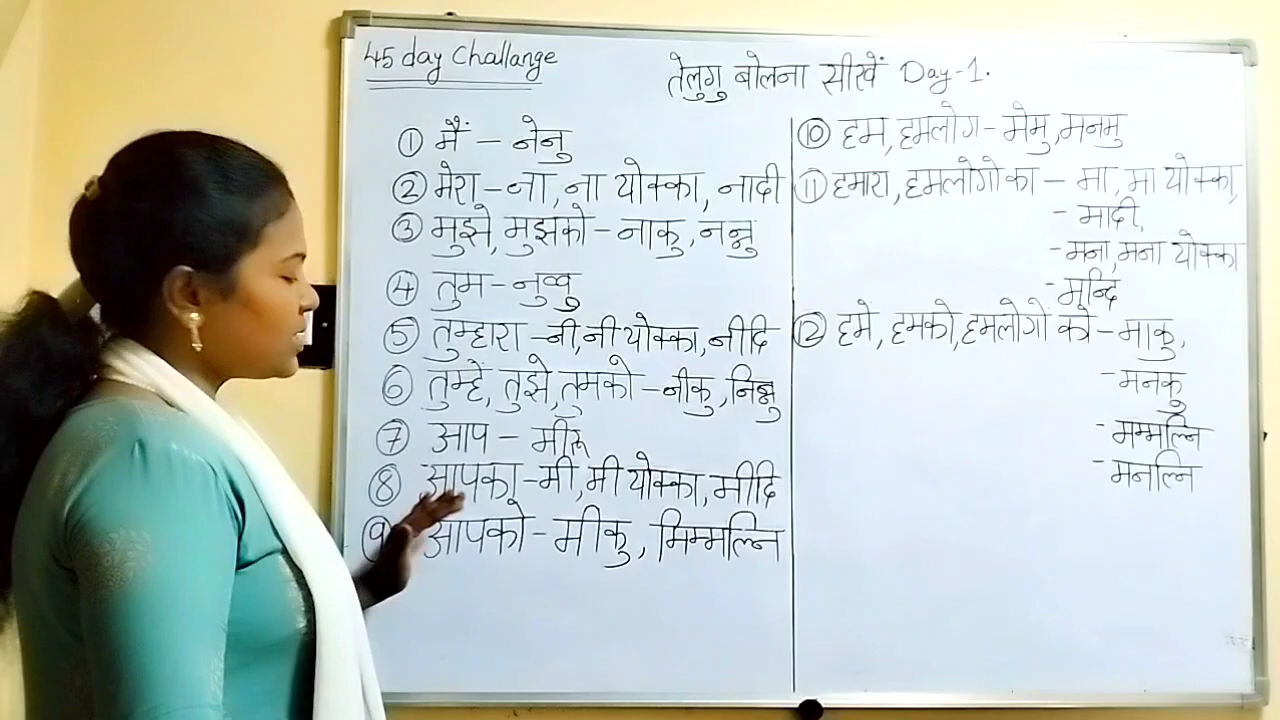 45 day Challange
तेलुगु बोलना सीखें Day-1.
① मैं - नेनु
② मेरा - ना, ना योक्का, नादी
③ मुझे, मुझको - नाकु, नन्नु
④ तुम - नुव्वु
⑤ तुम्हारा - नी, नी योक्का, नीदि
⑥ तुम्हें, तुझे, तुमको - नीकु, निन्नु
⑦ आप - मीरू
⑧ आपका - मी, मी योक्का, मीदि
⑨ आपको - मीकु, मिम्मल्नि
⑩ हम, हमलोग - मेमु, मनमु
⑪ हमारा, हमलोगो का - मा, मा योक्का,
- मादी,
- मना, मना योक्का
- मन्दि
⑫ हमे, हमको, हमलोगो को - माकु,
- मनकु
- मम्मल्नि
- मनल्नि